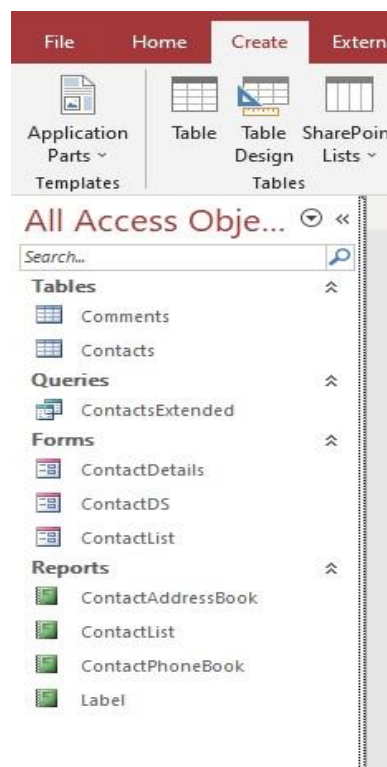 File Home Create Extern
Application Parts
Table
Table Design
SharePoin Lists
Templates
Tables
All Access Obje...
Search...
Tables
Comments
Contacts
Queries
ContactsExtended
Forms
ContactDetails
ContactDS
ContactList
Reports
ContactAddressBook
ContactList
ContactPhoneBook
Label